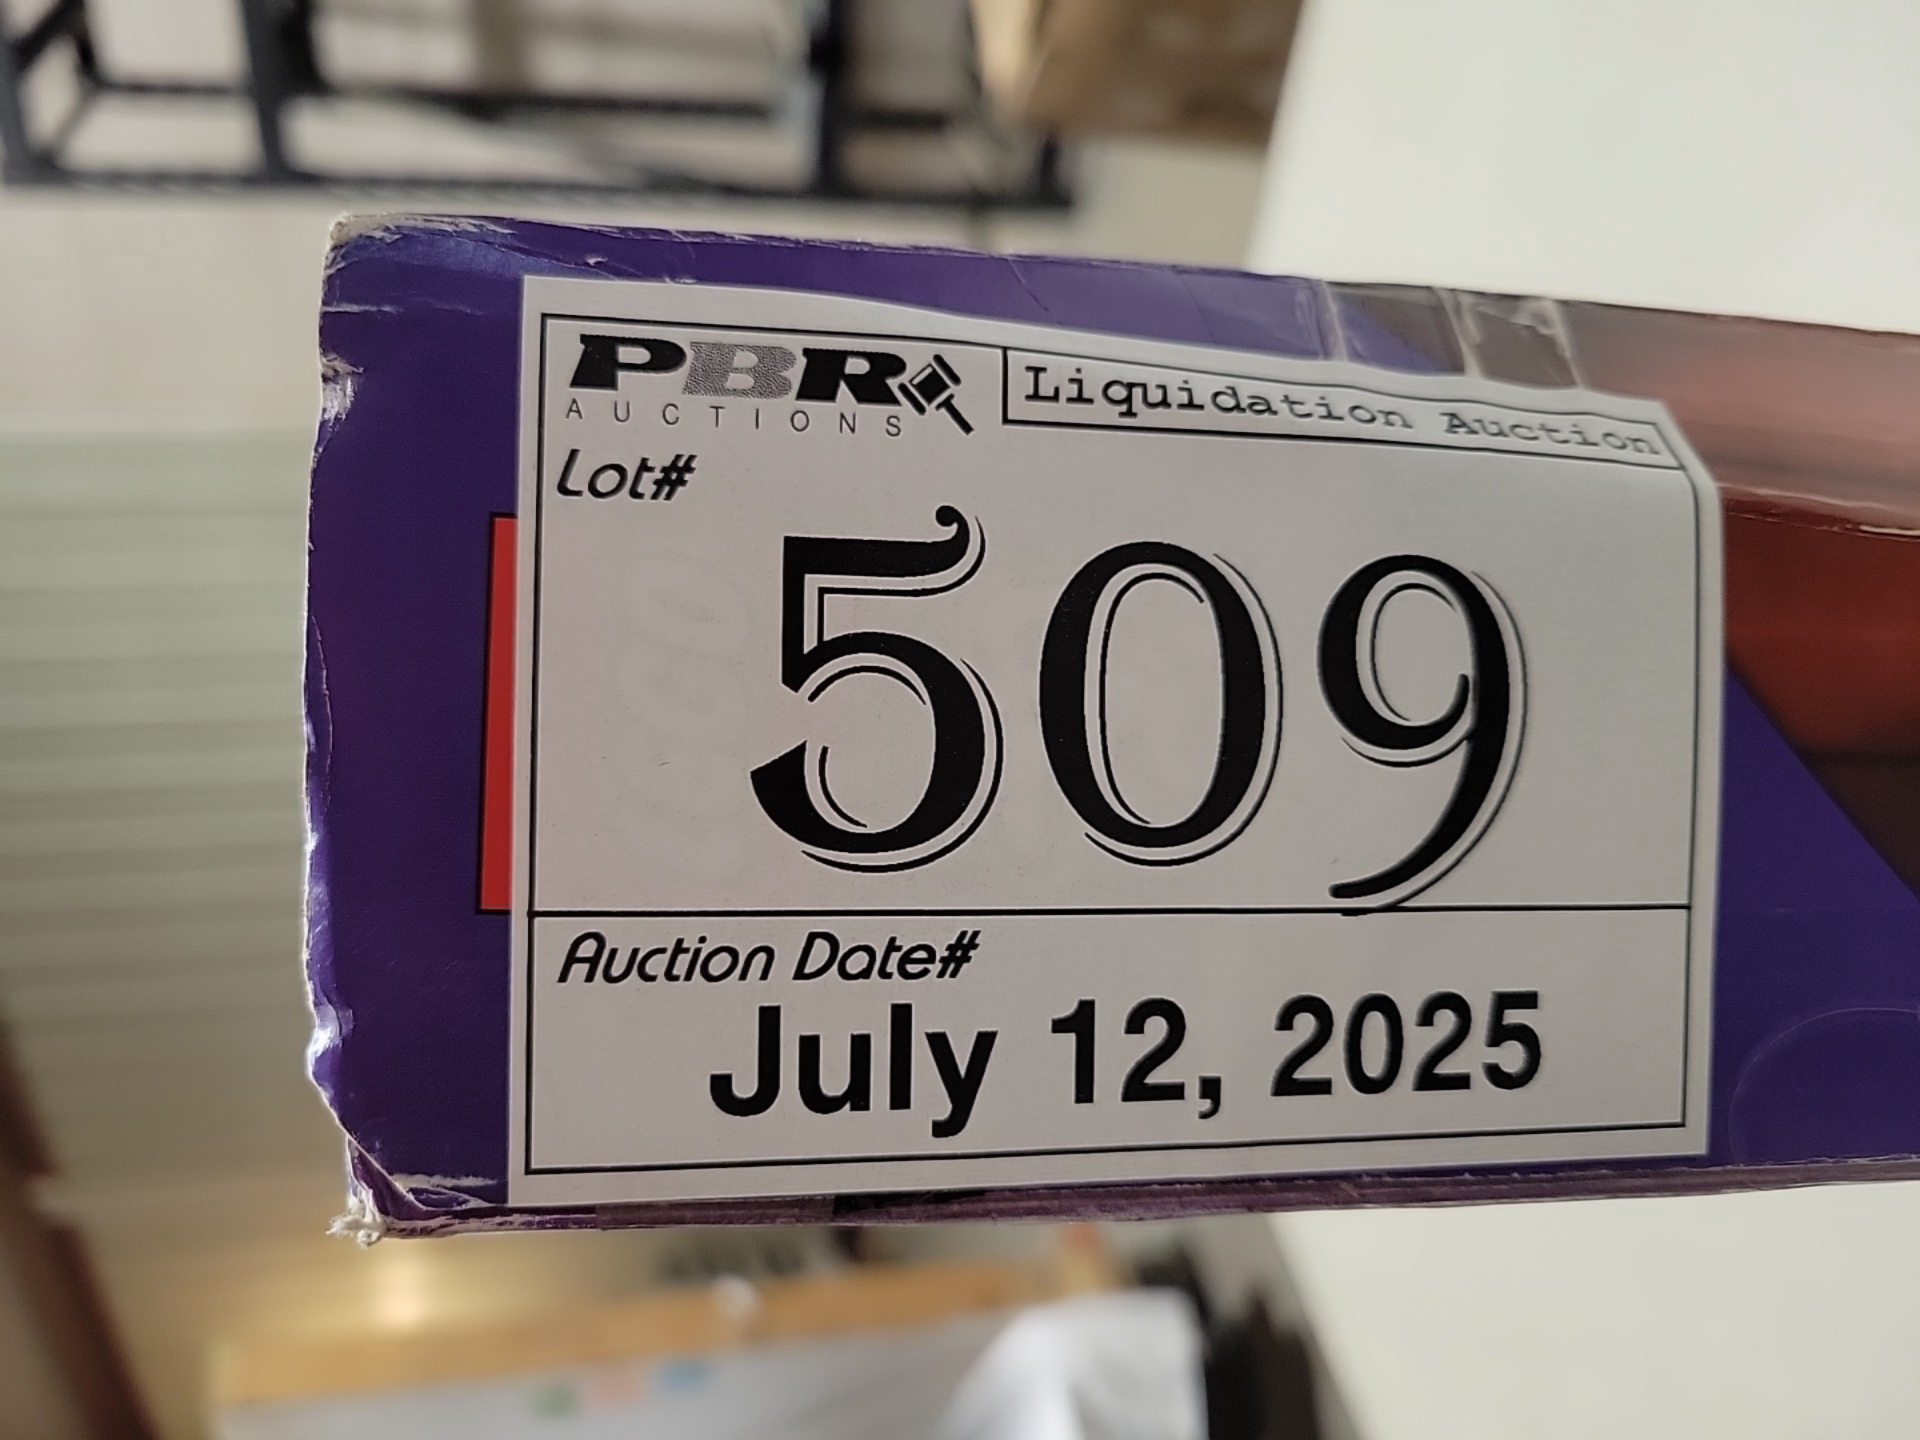 PBR
AUCTIONS
Liquidation Auction
Lot#
509
Auction Date#
July 12, 2025